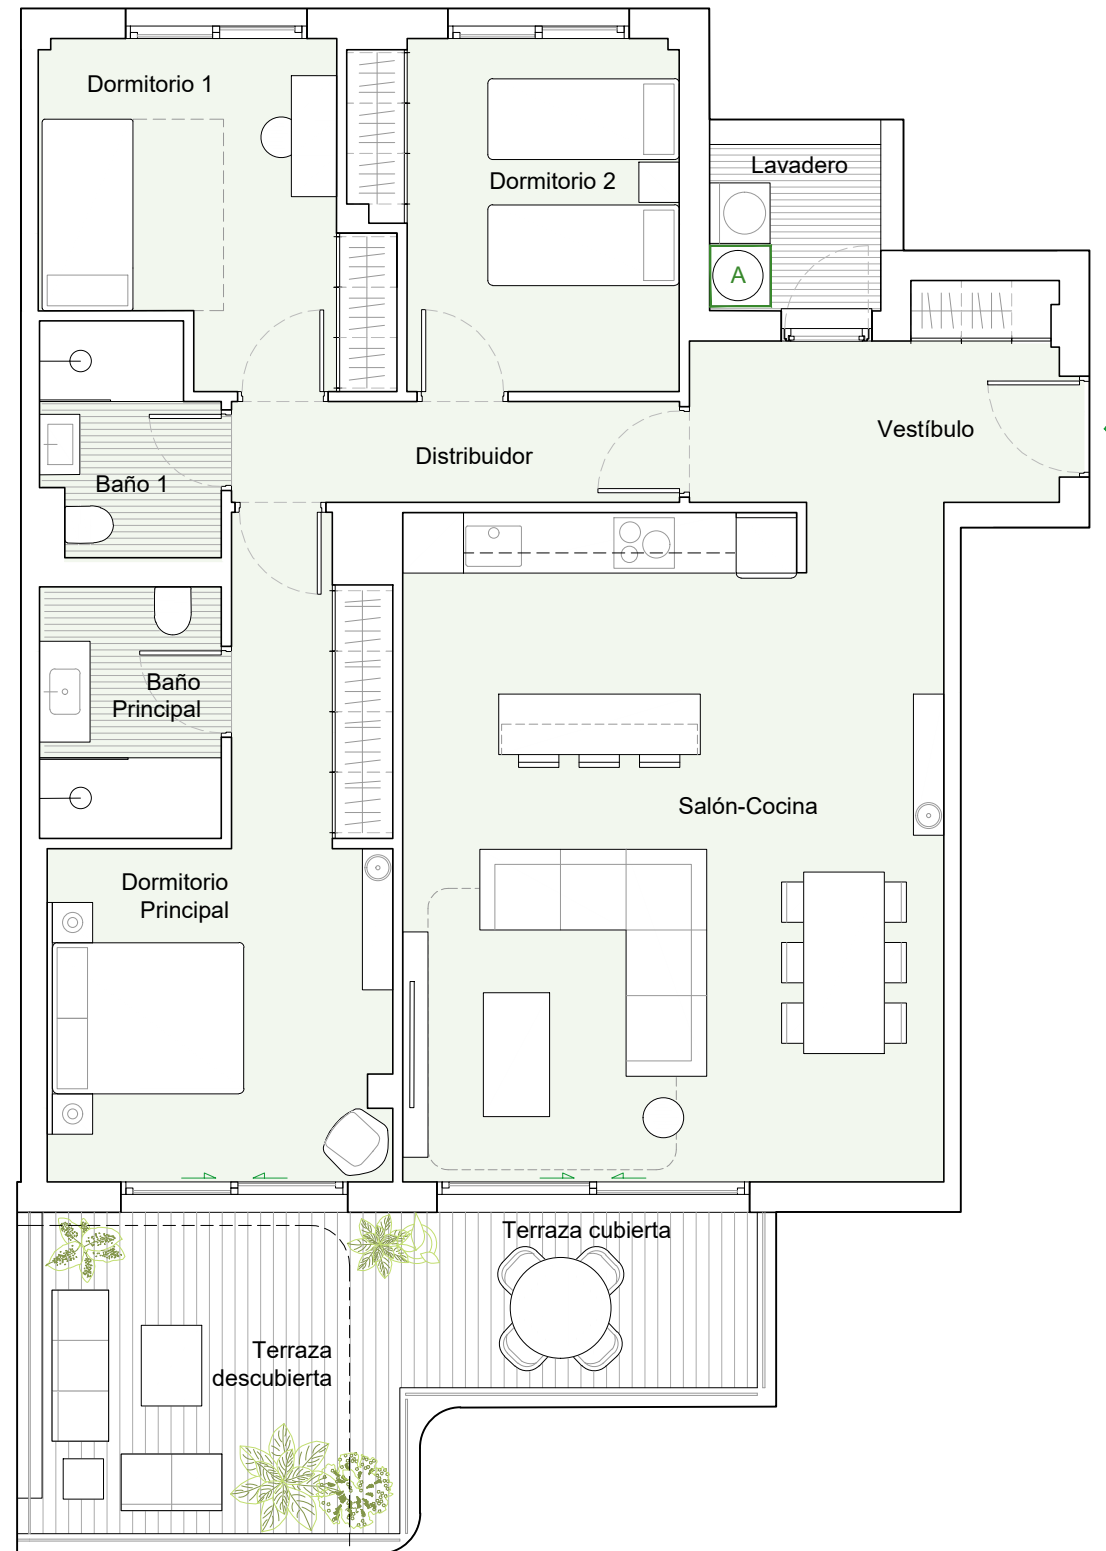 Dormitorio 1
Dormitorio 2
Lavadero
A
Vestíbulo
Distribuidor
Baño 1
Baño
Principal
Salón-Cocina
Dormitorio
Principal
Terraza cubierta
Terraza
descubierta